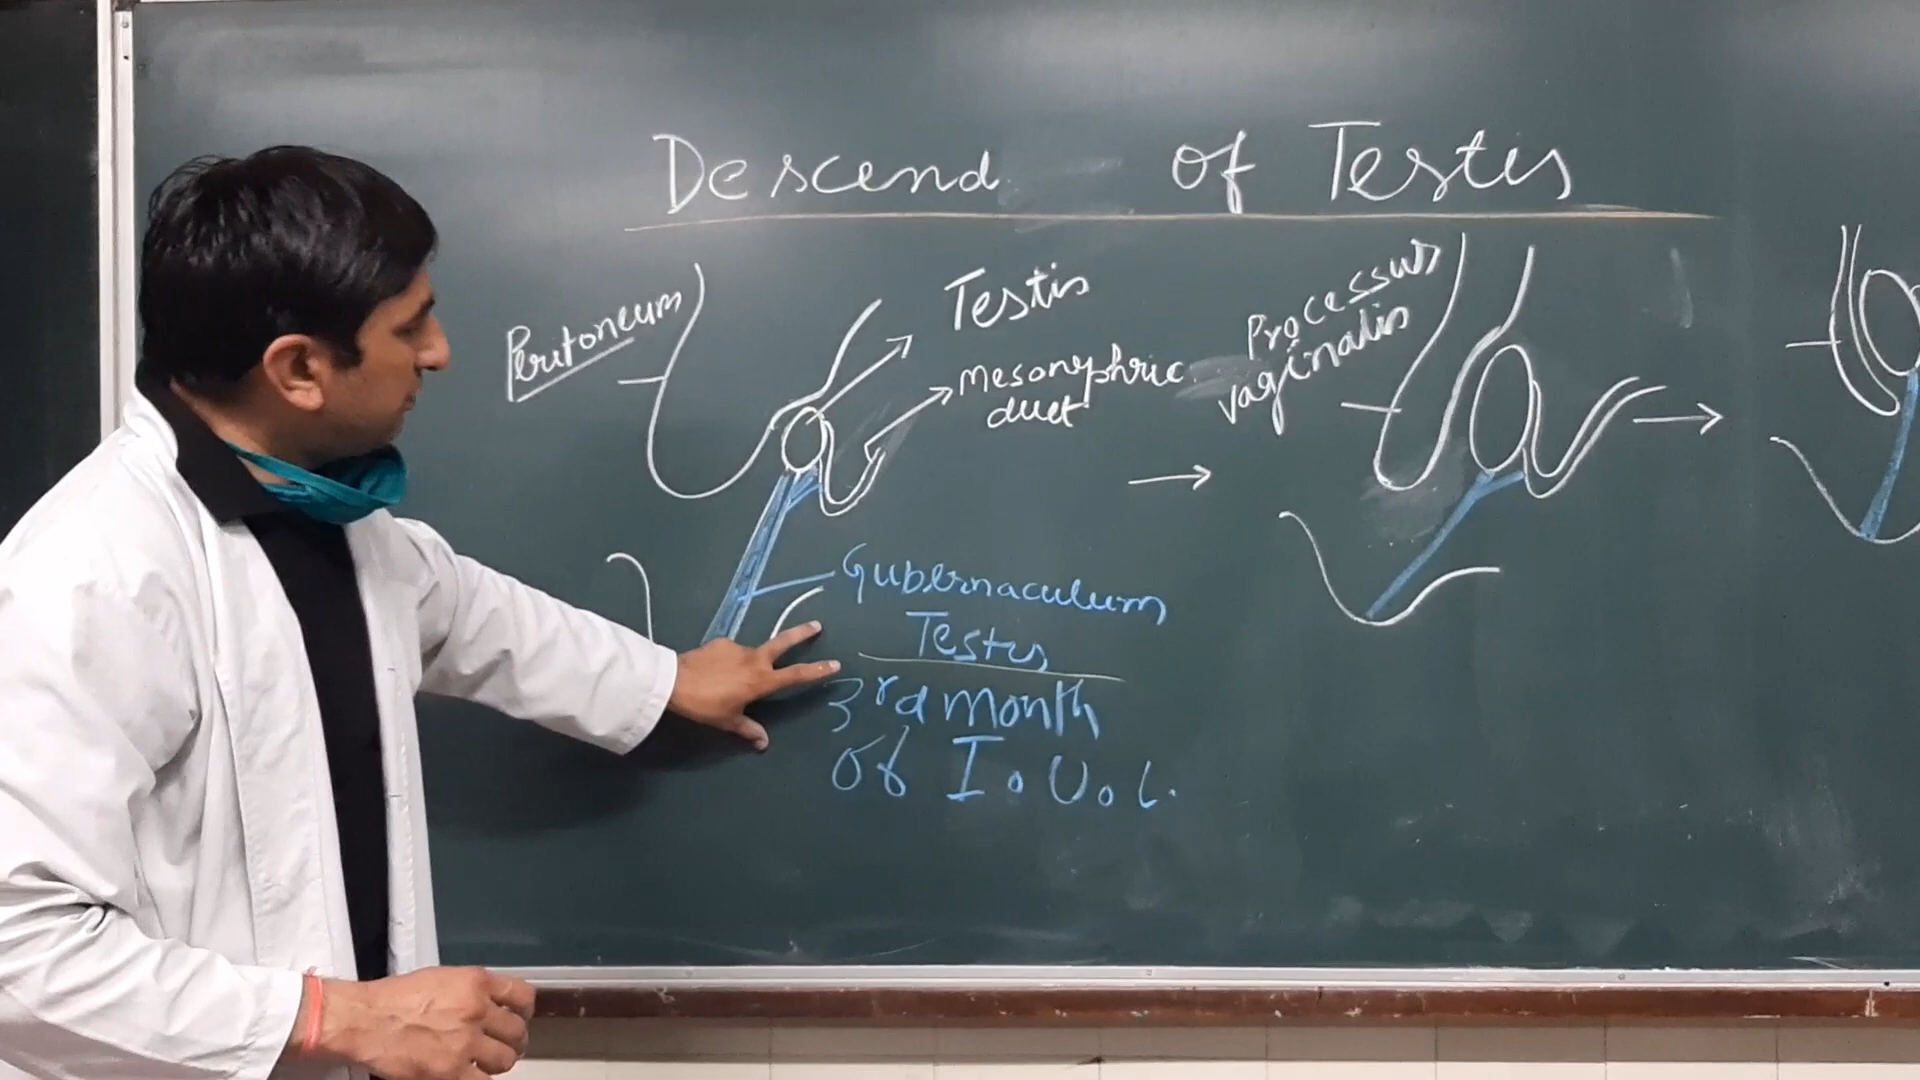 Descend of Testis
Peritoneum
Testis
Mesonephric
duct
Processus
vaginalis
Gubernaculum
Testis
3rd month
of I.U.L.